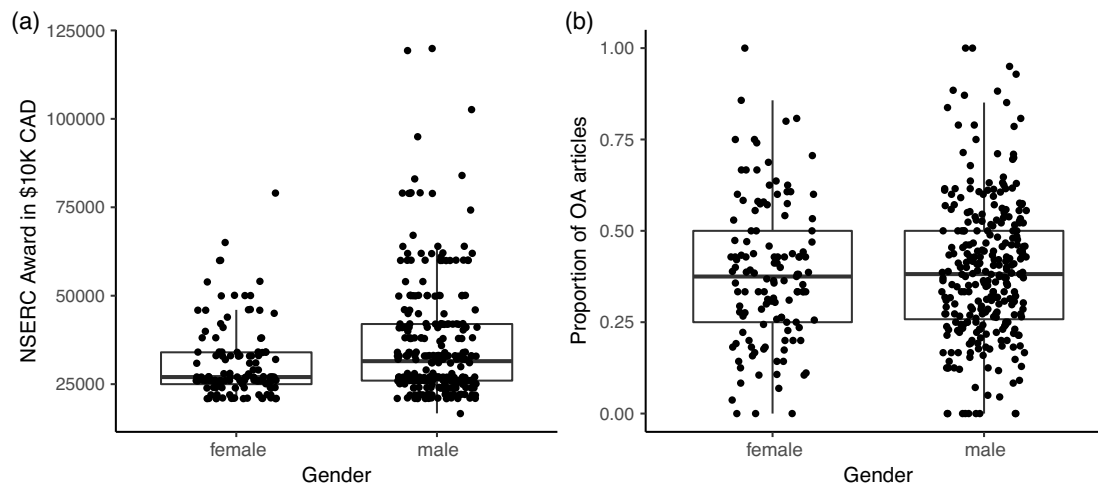 (a)
NSERC Award in $10K CAD
125000
100000
75000
50000
25000
female
male
Gender
(b)
Proportion of OA articles
1.00
0.75
0.50
0.25
0.00
female
male
Gender